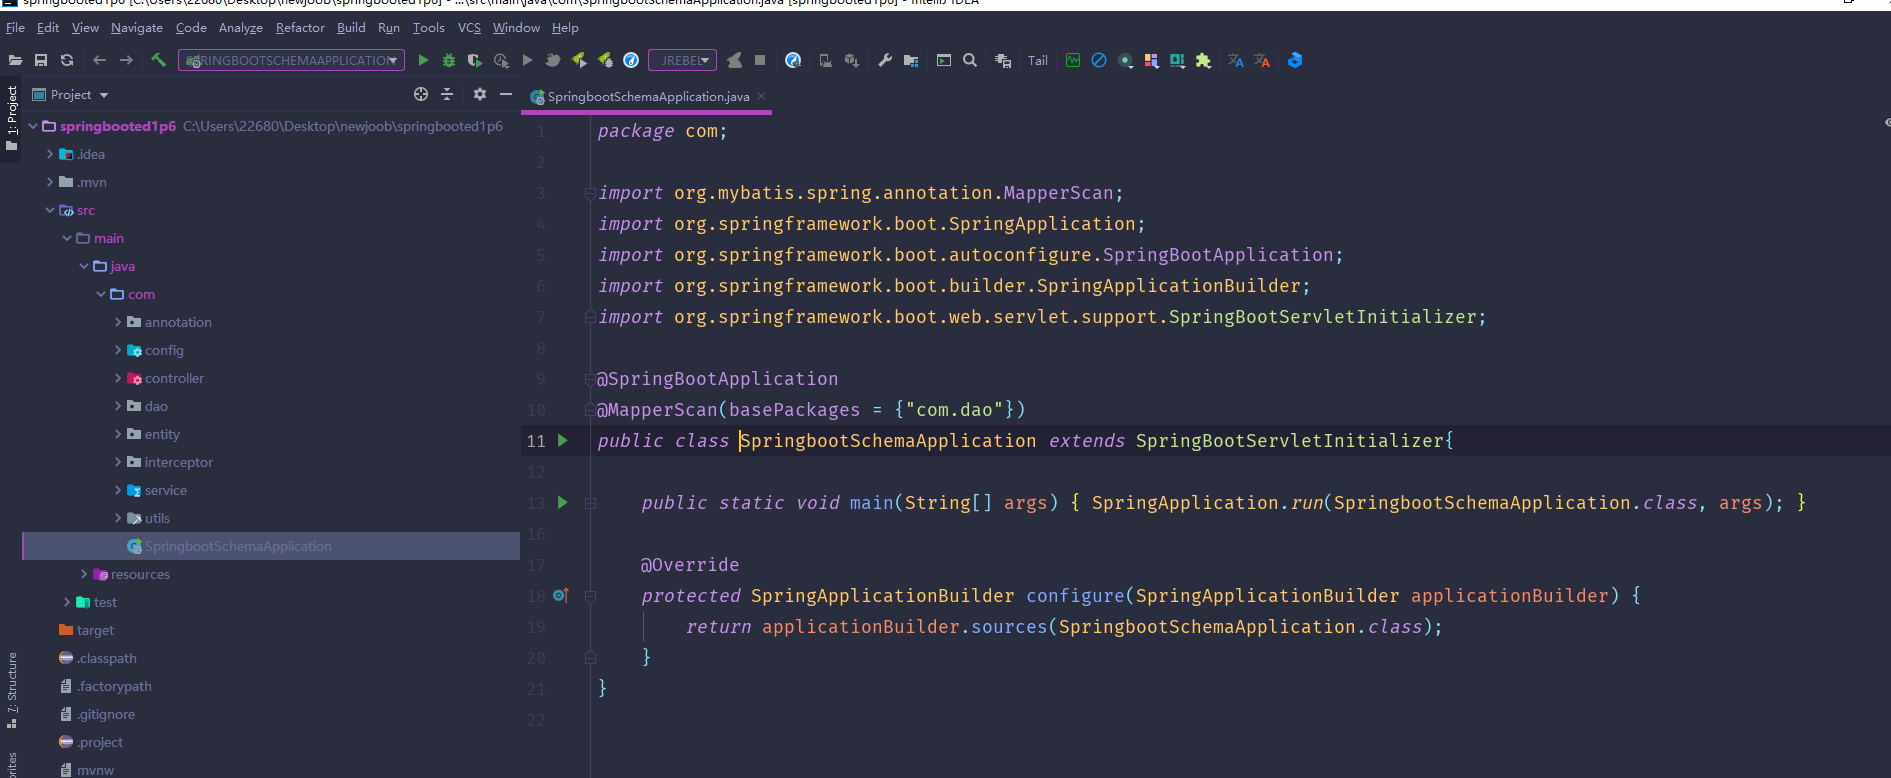 springbooted1p6 [C:\Users\22680\Desktop\newjoob\springbooted1p6] - ...\src\main\java\com\SpringbootSchemaApplication.java [springbooted1p6] - IntelliJ IDEA
File Edit View Navigate Code Analyze Refactor Build Run Tools VCS Window Help
SPRINGBOOTSCHEMAAPPLICATION JREBEL Tail
1: Project
Project
SpringbootSchemaApplication.java
springbooted1p6 C:\Users\22680\Desktop\newjoob\springbooted1p6
.idea
.mvn
src
main
java
com
annotation
config
controller
dao
entity
interceptor
service
utils
SpringbootSchemaApplication
resources
test
target
.classpath
.factorypath
.gitignore
.project
mvnw
7: Structure
1 package com;
2
3 import org.mybatis.spring.annotation.MapperScan;
4 import org.springframework.boot.SpringApplication;
5 import org.springframework.boot.autoconfigure.SpringBootApplication;
6 import org.springframework.boot.builder.SpringApplicationBuilder;
7 import org.springframework.boot.web.servlet.support.SpringBootServletInitializer;
8
9 @SpringBootApplication
10 @MapperScan(basePackages = {"com.dao"})
11 public class SpringbootSchemaApplication extends SpringBootServletInitializer{
12
13 public static void main(String[] args) { SpringApplication.run(SpringbootSchemaApplication.class, args); }
16
17 @Override
18 protected SpringApplicationBuilder configure(SpringApplicationBuilder applicationBuilder) {
19 return applicationBuilder.sources(SpringbootSchemaApplication.class);
20 }
21 }
22